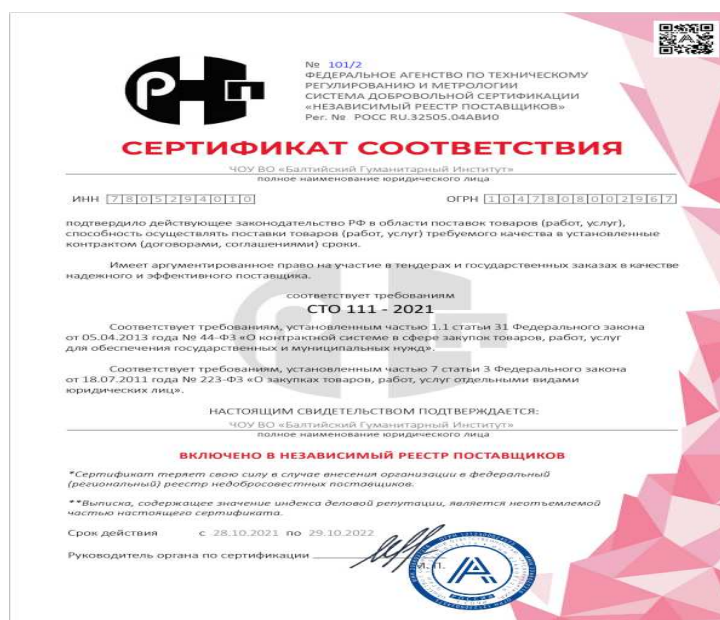 РНП
№ 101/2
ФЕДЕРАЛЬНОЕ АГЕНСТВО ПО ТЕХНИЧЕСКОМУ
РЕГУЛИРОВАНИЮ И МЕТРОЛОГИИ
СИСТЕМА ДОБРОВОЛЬНОЙ СЕРТИФИКАЦИИ
«НЕЗАВИСИМЫЙ РЕЕСТР ПОСТАВЩИКОВ»
Рег. № РОСС RU.32505.04АВИ0
СЕРТИФИКАТ СООТВЕТСТВИЯ
ЧОУ ВО «Балтийский Гуманитарный Институт»
полное наименование юридического лица
ИНН 7805294010 ОГРН 1047808002967
подтвердило действующее законодательство РФ в области поставок товаров (работ, услуг),
способность осуществлять поставки товаров (работ, услуг) требуемого качества в установленные
контрактом (договорами, соглашениями) сроки.
Имеет аргументированное право на участие в тендерах и государственных заказах в качестве
надежного и эффективного поставщика.
соответствует требованиям
СТО 111 - 2021
Соответствует требованиям, установленным частью 1.1 статьи 31 Федерального закона
от 05.04.2013 года № 44-ФЗ «О контрактной системе в сфере закупок товаров, работ, услуг
для обеспечения государственных и муниципальных нужд».
Соответствует требованиям, установленным частью 7 статьи 3 Федерального закона
от 18.07.2011 года № 223-ФЗ «О закупках товаров, работ, услуг отдельными видами
юридических лиц».
НАСТОЯЩИМ СВИДЕТЕЛЬСТВОМ ПОДТВЕРЖДАЕТСЯ:
ЧОУ ВО «Балтийский Гуманитарный Институт»
полное наименование юридического лица
ВКЛЮЧЕНО В НЕЗАВИСИМЫЙ РЕЕСТР ПОСТАВЩИКОВ
*Сертификат теряет свою силу в случае внесения организации в федеральный
(региональный) реестр недобросовестных поставщиков.
**Выписка, содержащее значение индекса деловой репутации, является неотъемлемой
частью настоящего сертификата.
Срок действия с 28.10.2021 по 29.10.2022
Руководитель органа по сертификации
М.П.
РОССИЯ